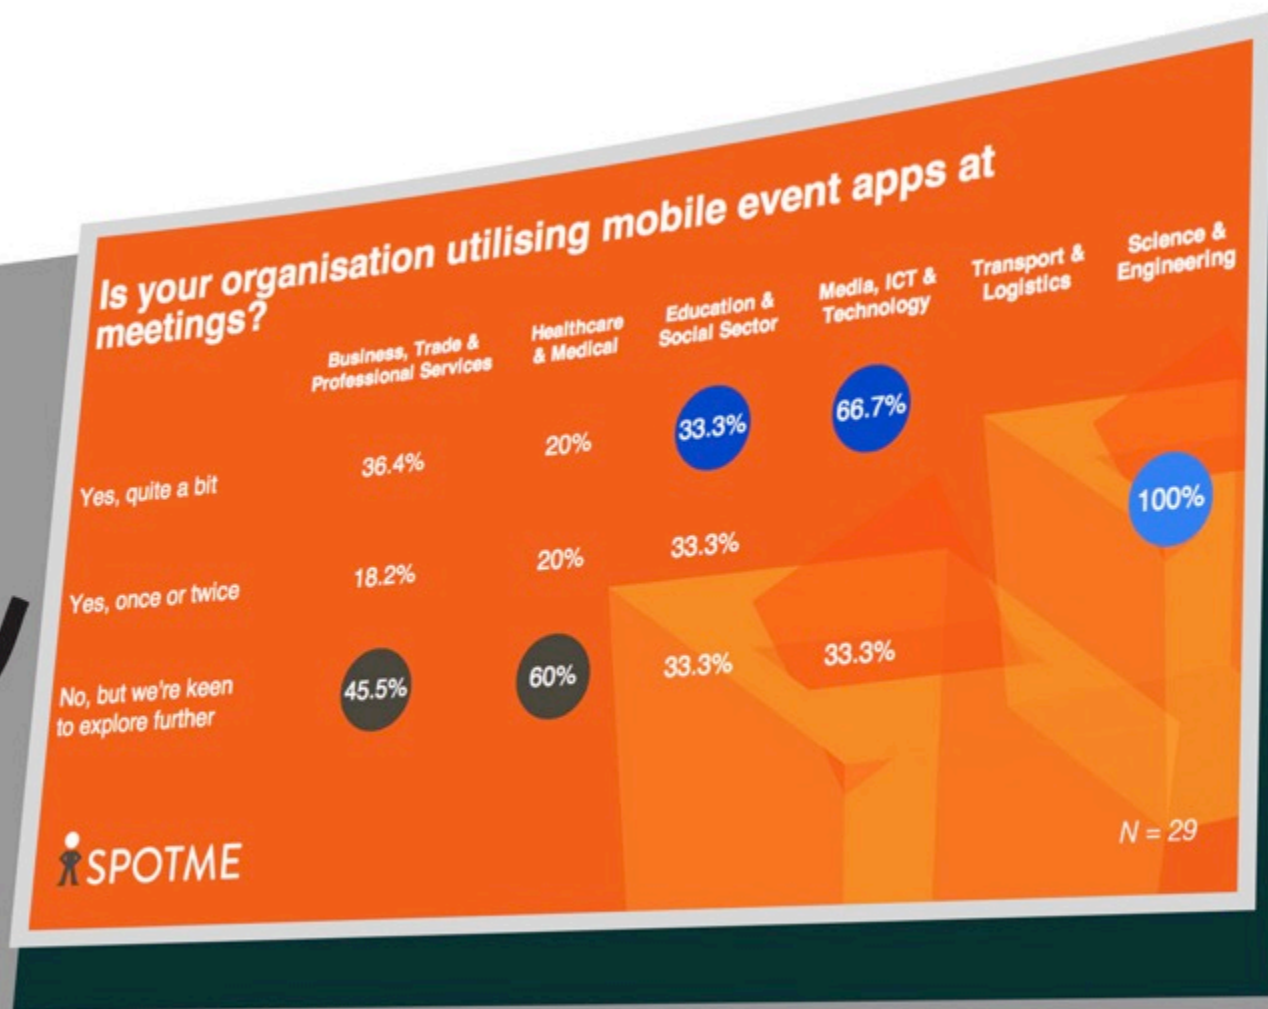 Is your organisation utilising mobile event apps at
meetings?
Business, Trade &
Professional Services
Healthcare
& Medical
Education &
Social Sector
Media, ICT &
Technology
Transport &
Logistics
Science &
Engineering
Yes, quite a bit
36.4%
20%
33.3%
66.7%
Yes, once or twice
18.2%
20%
33.3%
100%
No, but we're keen
to explore further
45.5%
60%
33.3%
33.3%
SPOTME
N = 29